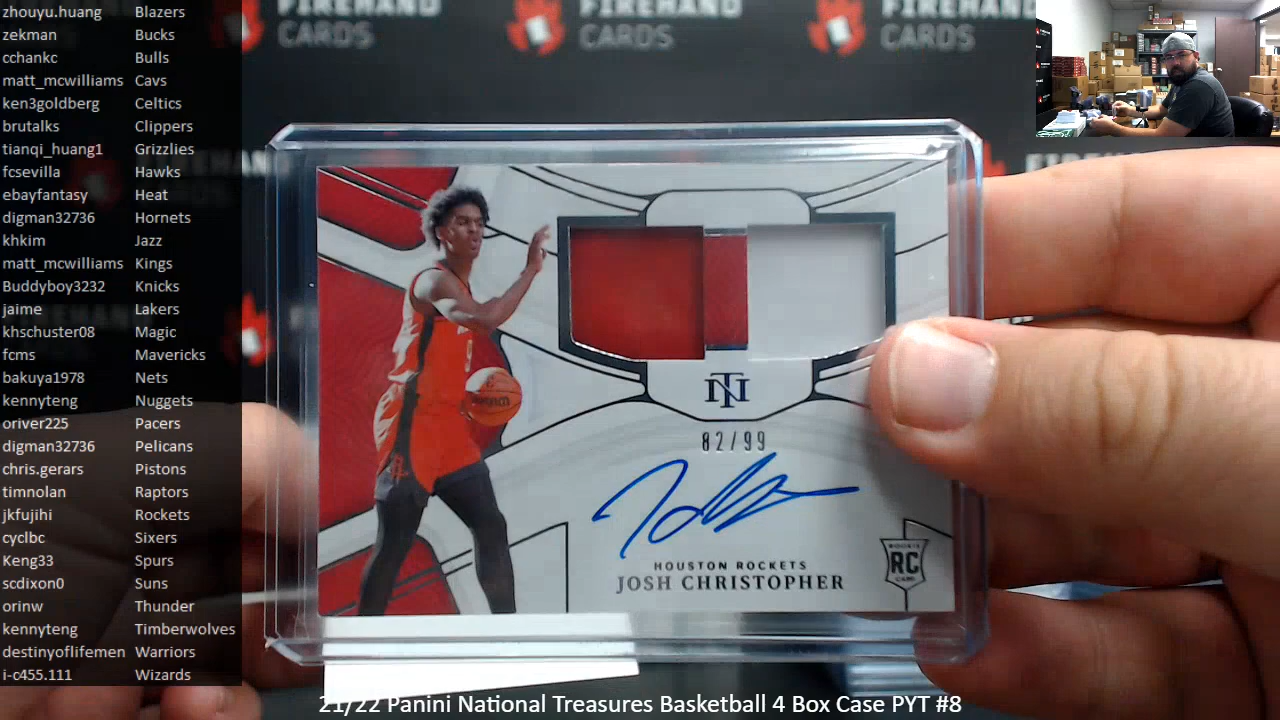 zhouyu.huang Blazers
zekman Bucks
cchankc Bulls
matt_mcwilliams Cavs
ken3goldberg Celtics
brutalks Clippers
tianqi_huang1 Grizzlies
fcsevilla Hawks
ebayfantasy Heat
digman32736 Hornets
khkim Jazz
matt_mcwilliams Kings
Buddyboy3232 Knicks
jaime Lakers
khschuster08 Magic
fcms Mavericks
bakuya1978 Nets
kennyteng Nuggets
oriver225 Pacers
digman32736 Pelicans
chris.gerars Pistons
timnolan Raptors
jkfujihi Rockets
cyclbc Sixers
Keng33 Spurs
scdixon0 Suns
orinw Thunder
kennyteng Timberwolves
destinyoflifemen Warriors
i-c455.111 Wizards
FIREHAND
CARDS
FIREHAND
CARDS
FIREHAND
CARDS
NT
82/99
HOUSTON ROCKETS
JOSH CHRISTOPHER
ROOKIE
RC
CARD
21/22 Panini National Treasures Basketball 4 Box Case PYT #8